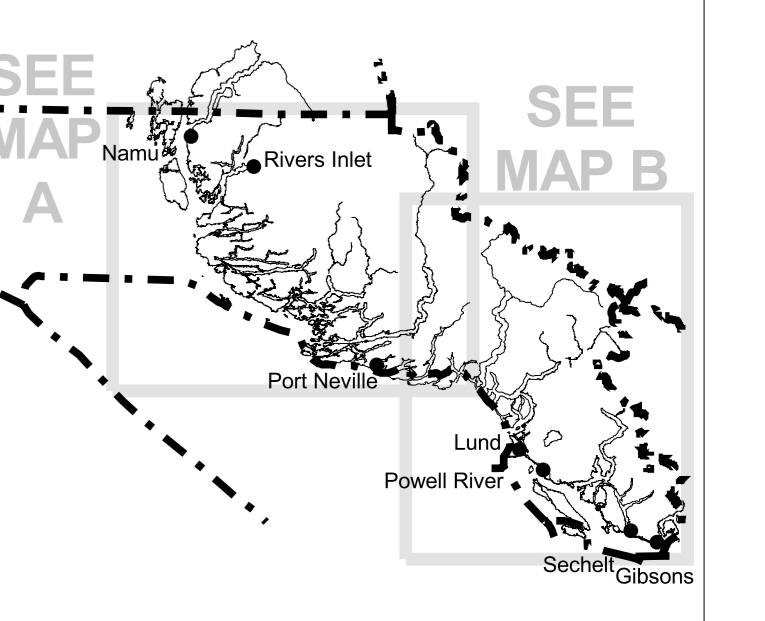 SEE
MAP
A
SEE
MAP B
Namu
Rivers Inlet
Port Neville
Lund
Powell River
Sechelt
Gibsons